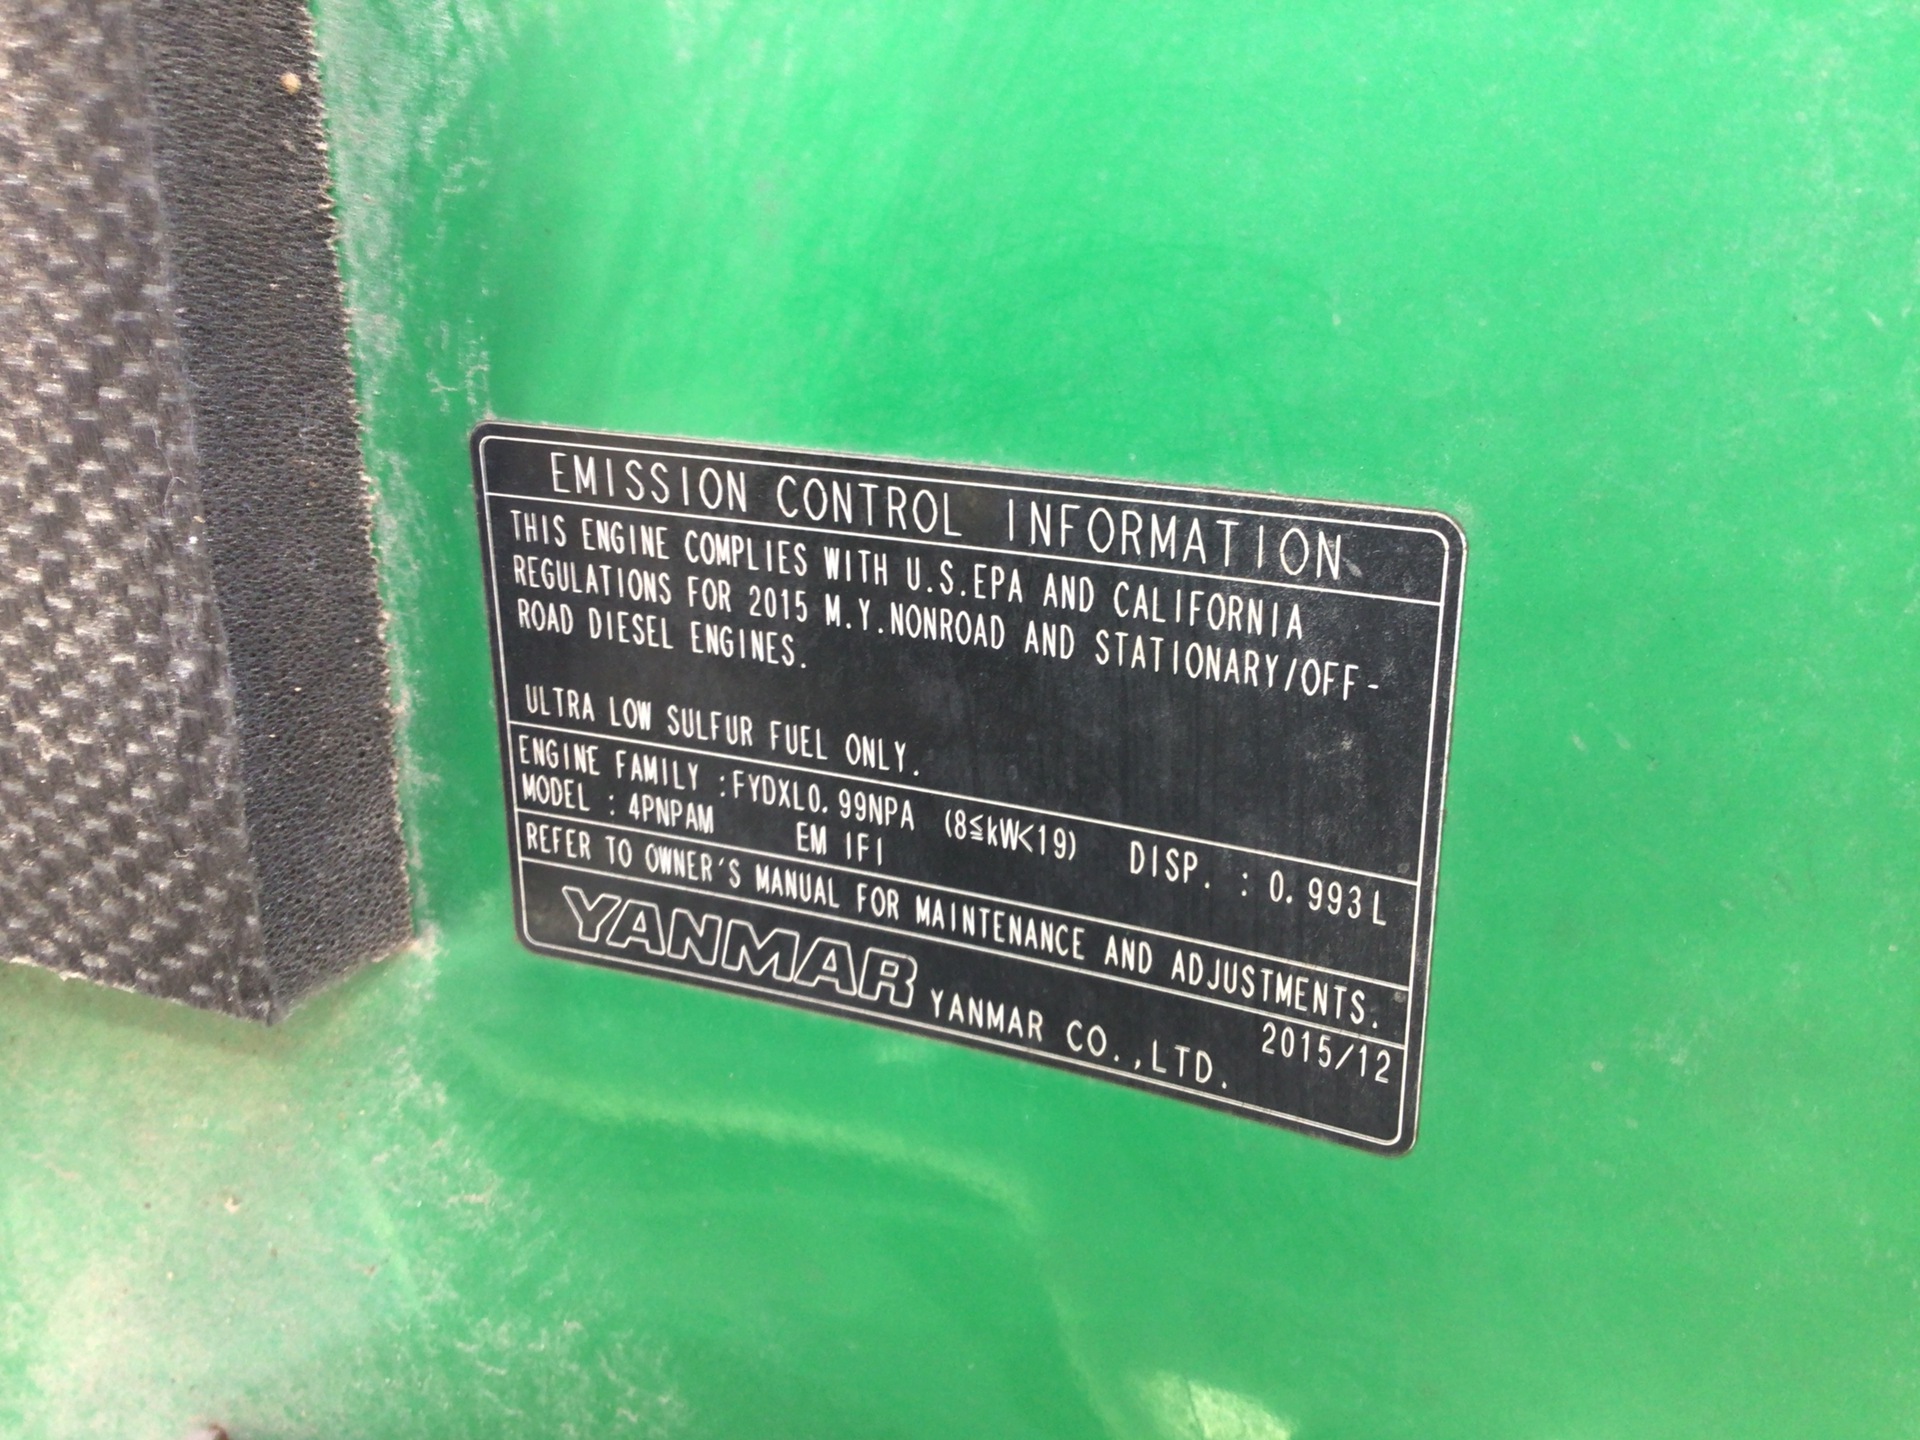 EMISSION CONTROL INFORMATION
THIS ENGINE COMPLIES WITH U.S.EPA AND CALIFORNIA
REGULATIONS FOR 2015 M.Y.NONROAD AND STATIONARY/OFF-
ROAD DIESEL ENGINES.
ULTRA LOW SULFUR FUEL ONLY.
ENGINE FAMILY :FYDXL0.99NPA (8≦kW<19) DISP. : 0.993L
MODEL : 4PNPAM EM IFI
REFER TO OWNER'S MANUAL FOR MAINTENANCE AND ADJUSTMENTS.
YANMAR YANMAR CO.,LTD. 2015/12